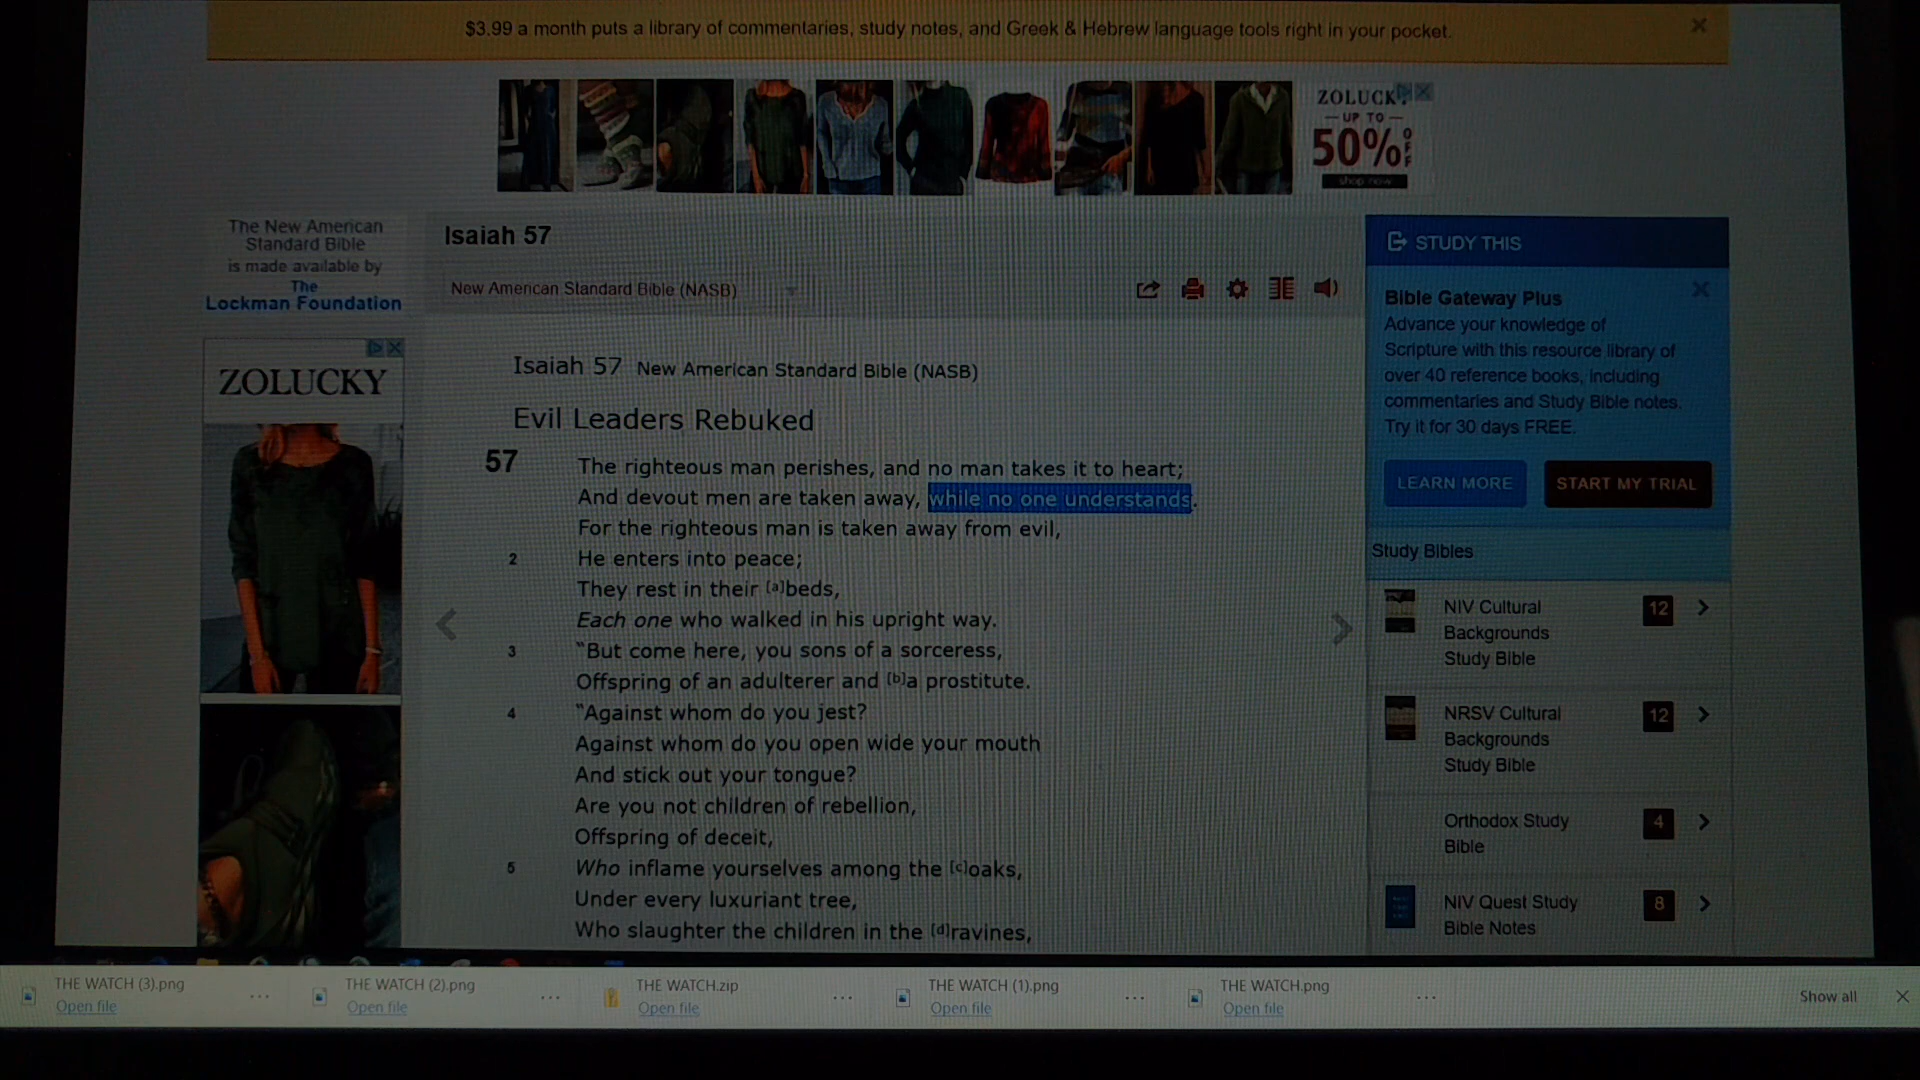 $3.99 a month puts a library of commentaries, study notes, and Greek & Hebrew language tools right in your pocket.
ZOLUCK
— UP TO —
50% OFF
shop now
The New American
Standard Bible
is made available by
The
Lockman Foundation
ZOLUCKY
Isaiah 57
New American Standard Bible (NASB)
Isaiah 57 New American Standard Bible (NASB)
Evil Leaders Rebuked
57 The righteous man perishes, and no man takes it to heart;
And devout men are taken away, while no one understands.
For the righteous man is taken away from evil,
2 He enters into peace;
They rest in their [a]beds,
Each one who walked in his upright way.
3 “But come here, you sons of a sorceress,
Offspring of an adulterer and [b]a prostitute.
4 “Against whom do you jest?
Against whom do you open wide your mouth
And stick out your tongue?
Are you not children of rebellion,
Offspring of deceit,
5 Who inflame yourselves among the [c]oaks,
Under every luxuriant tree,
Who slaughter the children in the [d]ravines,
STUDY THIS
Bible Gateway Plus
Advance your knowledge of
Scripture with this resource library of
over 40 reference books, including
commentaries and Study Bible notes.
Try it for 30 days FREE.
LEARN MORE
START MY TRIAL
Study Bibles
NIV Cultural 12
Backgrounds
Study Bible
NRSV Cultural 12
Backgrounds
Study Bible
Orthodox Study 4
Bible
NIV Quest Study 8
Bible Notes
THE WATCH (3).png
Open file
THE WATCH (2).png
Open file
THE WATCH.zip
Open file
THE WATCH (1).png
Open file
THE WATCH.png
Open file
Show all